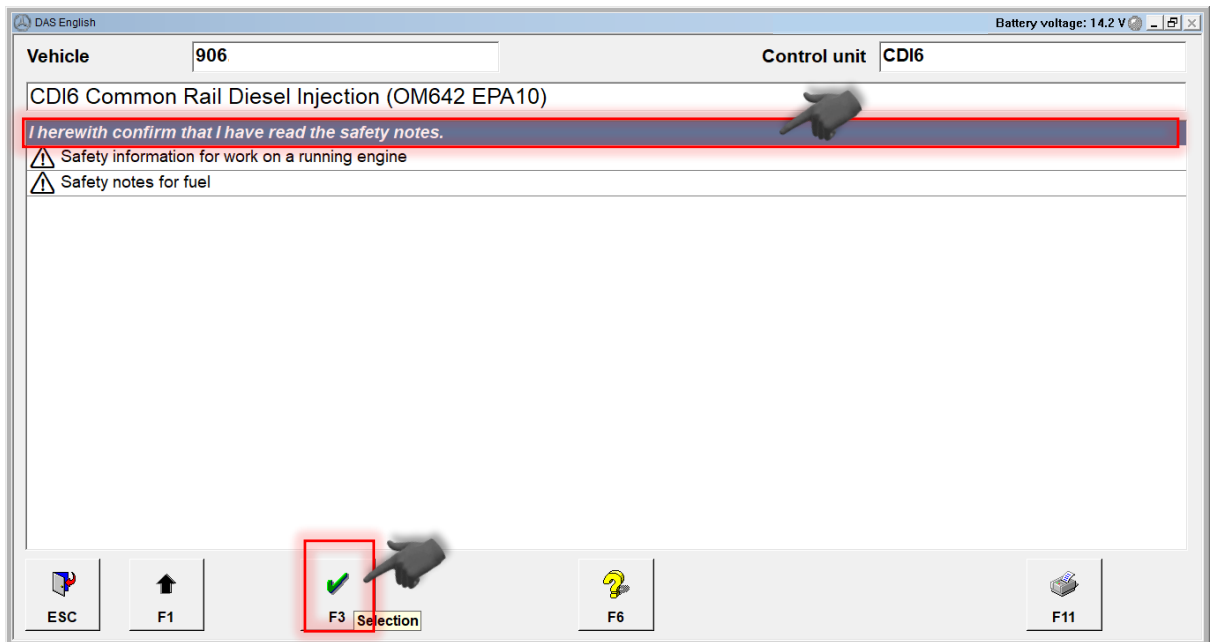 DAS English
Battery voltage: 14.2 V
Vehicle 906 Control unit CDI6
CDI6 Common Rail Diesel Injection (OM642 EPA10)
I herewith confirm that I have read the safety notes.
Safety information for work on a running engine
Safety notes for fuel
ESC F1 F3 Selection F6 F11